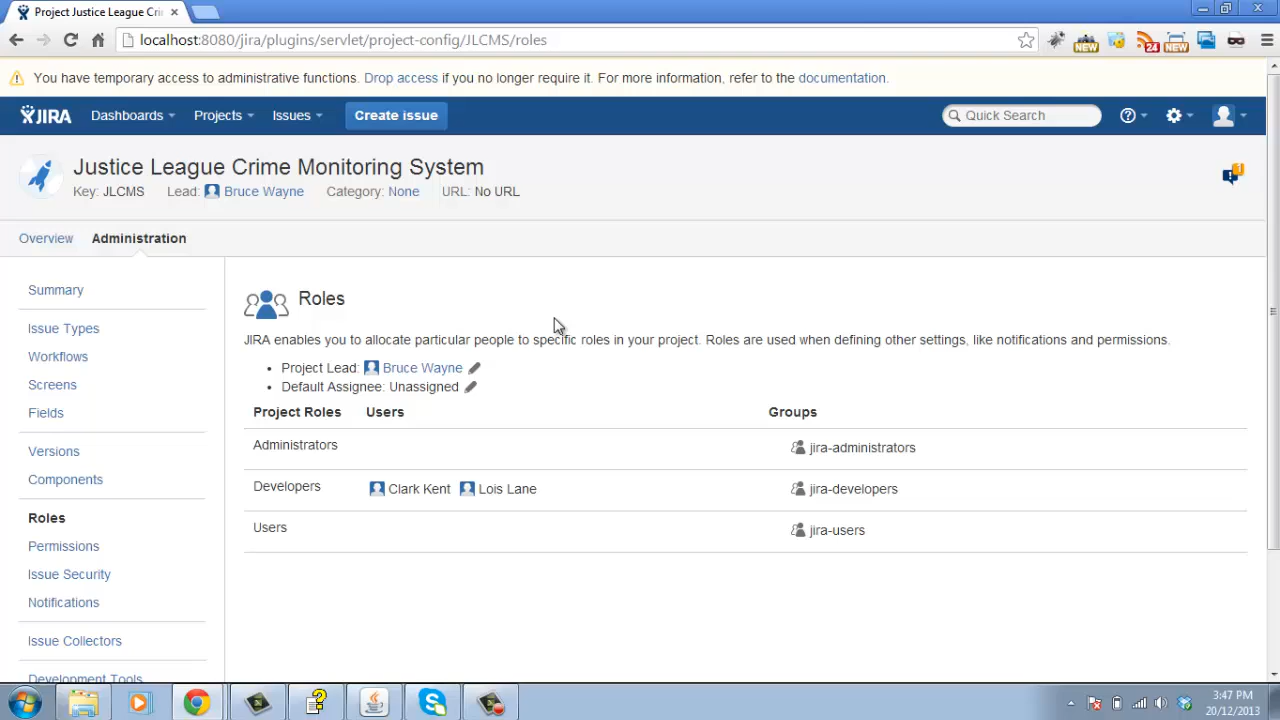 Project Justice League Cri
localhost:8080/jira/plugins/servlet/project-config/JLCMS/roles
NEW
24
NEW
You have temporary access to administrative functions. Drop access if you no longer require it. For more information, refer to the documentation.
JIRA
Dashboards
Projects
Issues
Create issue
Quick Search
Justice League Crime Monitoring System
Key: JLCMS Lead: Bruce Wayne Category: None URL: No URL
1
Overview
Administration
Summary
Issue Types
Workflows
Screens
Fields
Versions
Components
Roles
Permissions
Issue Security
Notifications
Issue Collectors
Development Tools
Roles
JIRA enables you to allocate particular people to specific roles in your project. Roles are used when defining other settings, like notifications and permissions.
• Project Lead: Bruce Wayne
• Default Assignee: Unassigned
Project Roles Users Groups
Administrators jira-administrators
Developers Clark Kent Lois Lane jira-developers
Users jira-users
3:47 PM
20/12/2013